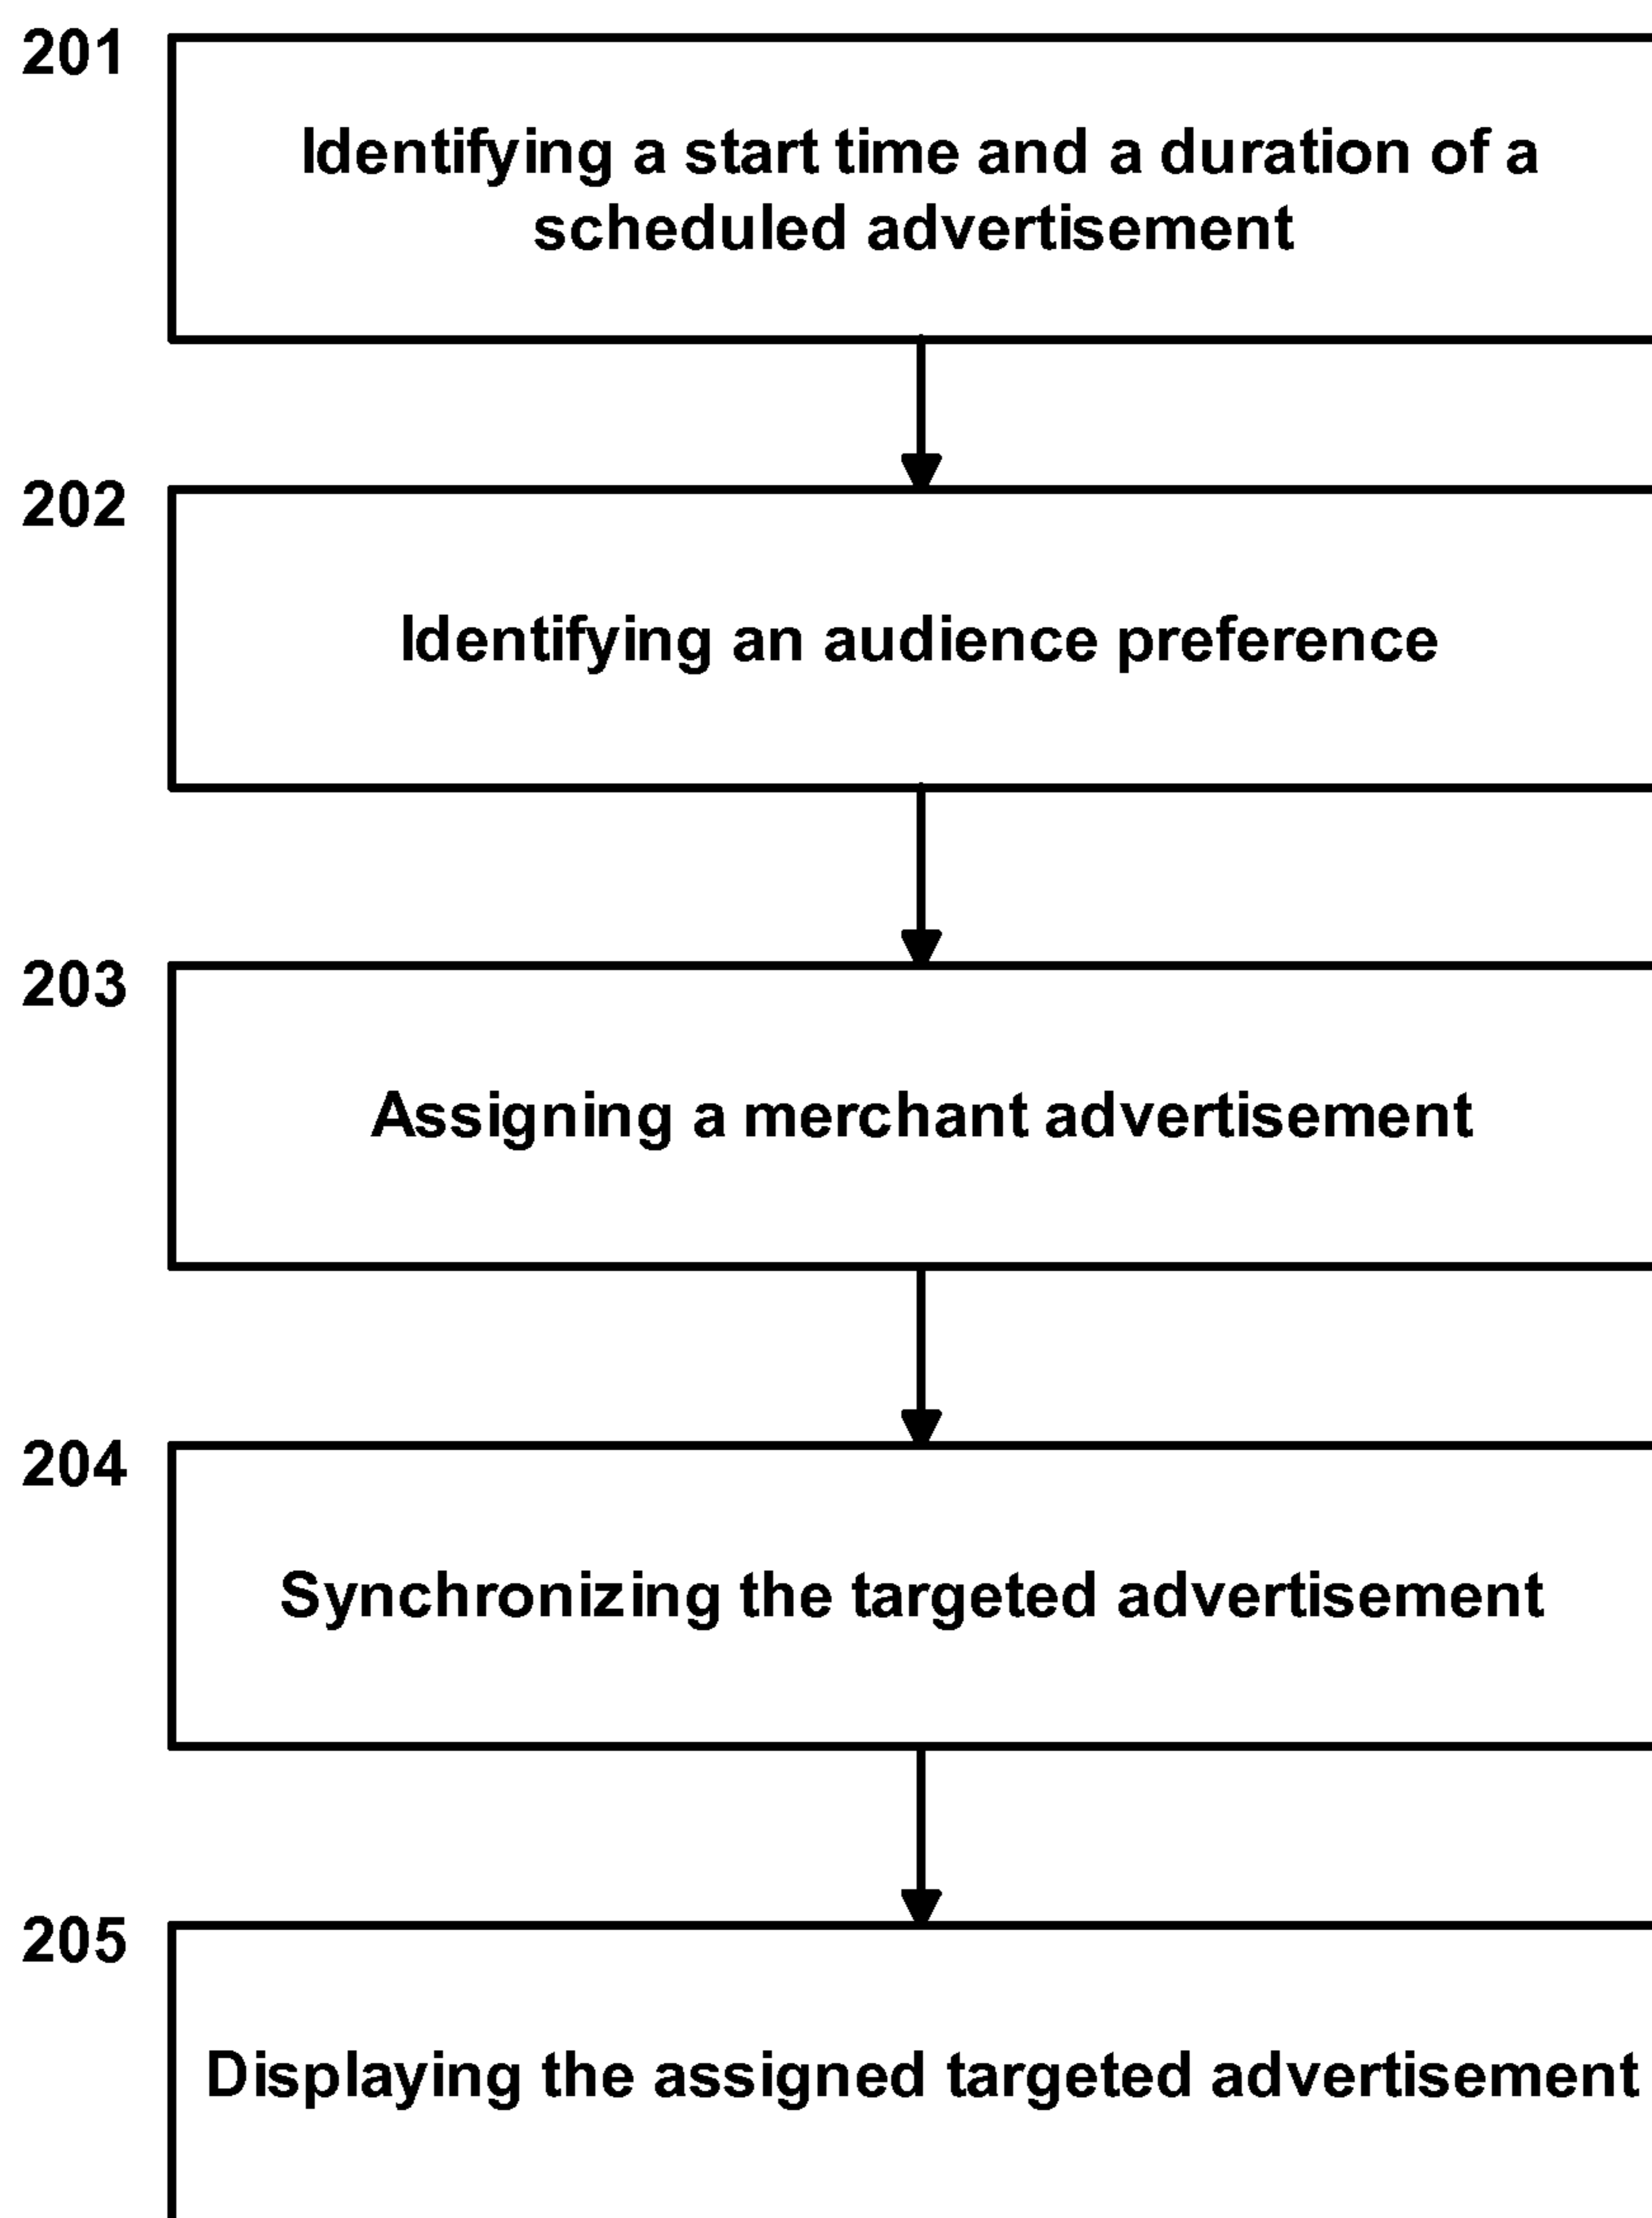 201
Identifying a start time and a duration of a
scheduled advertisement
202
Identifying an audience preference
203
Assigning a merchant advertisement
204
Synchronizing the targeted advertisement
205
Displaying the assigned targeted advertisement